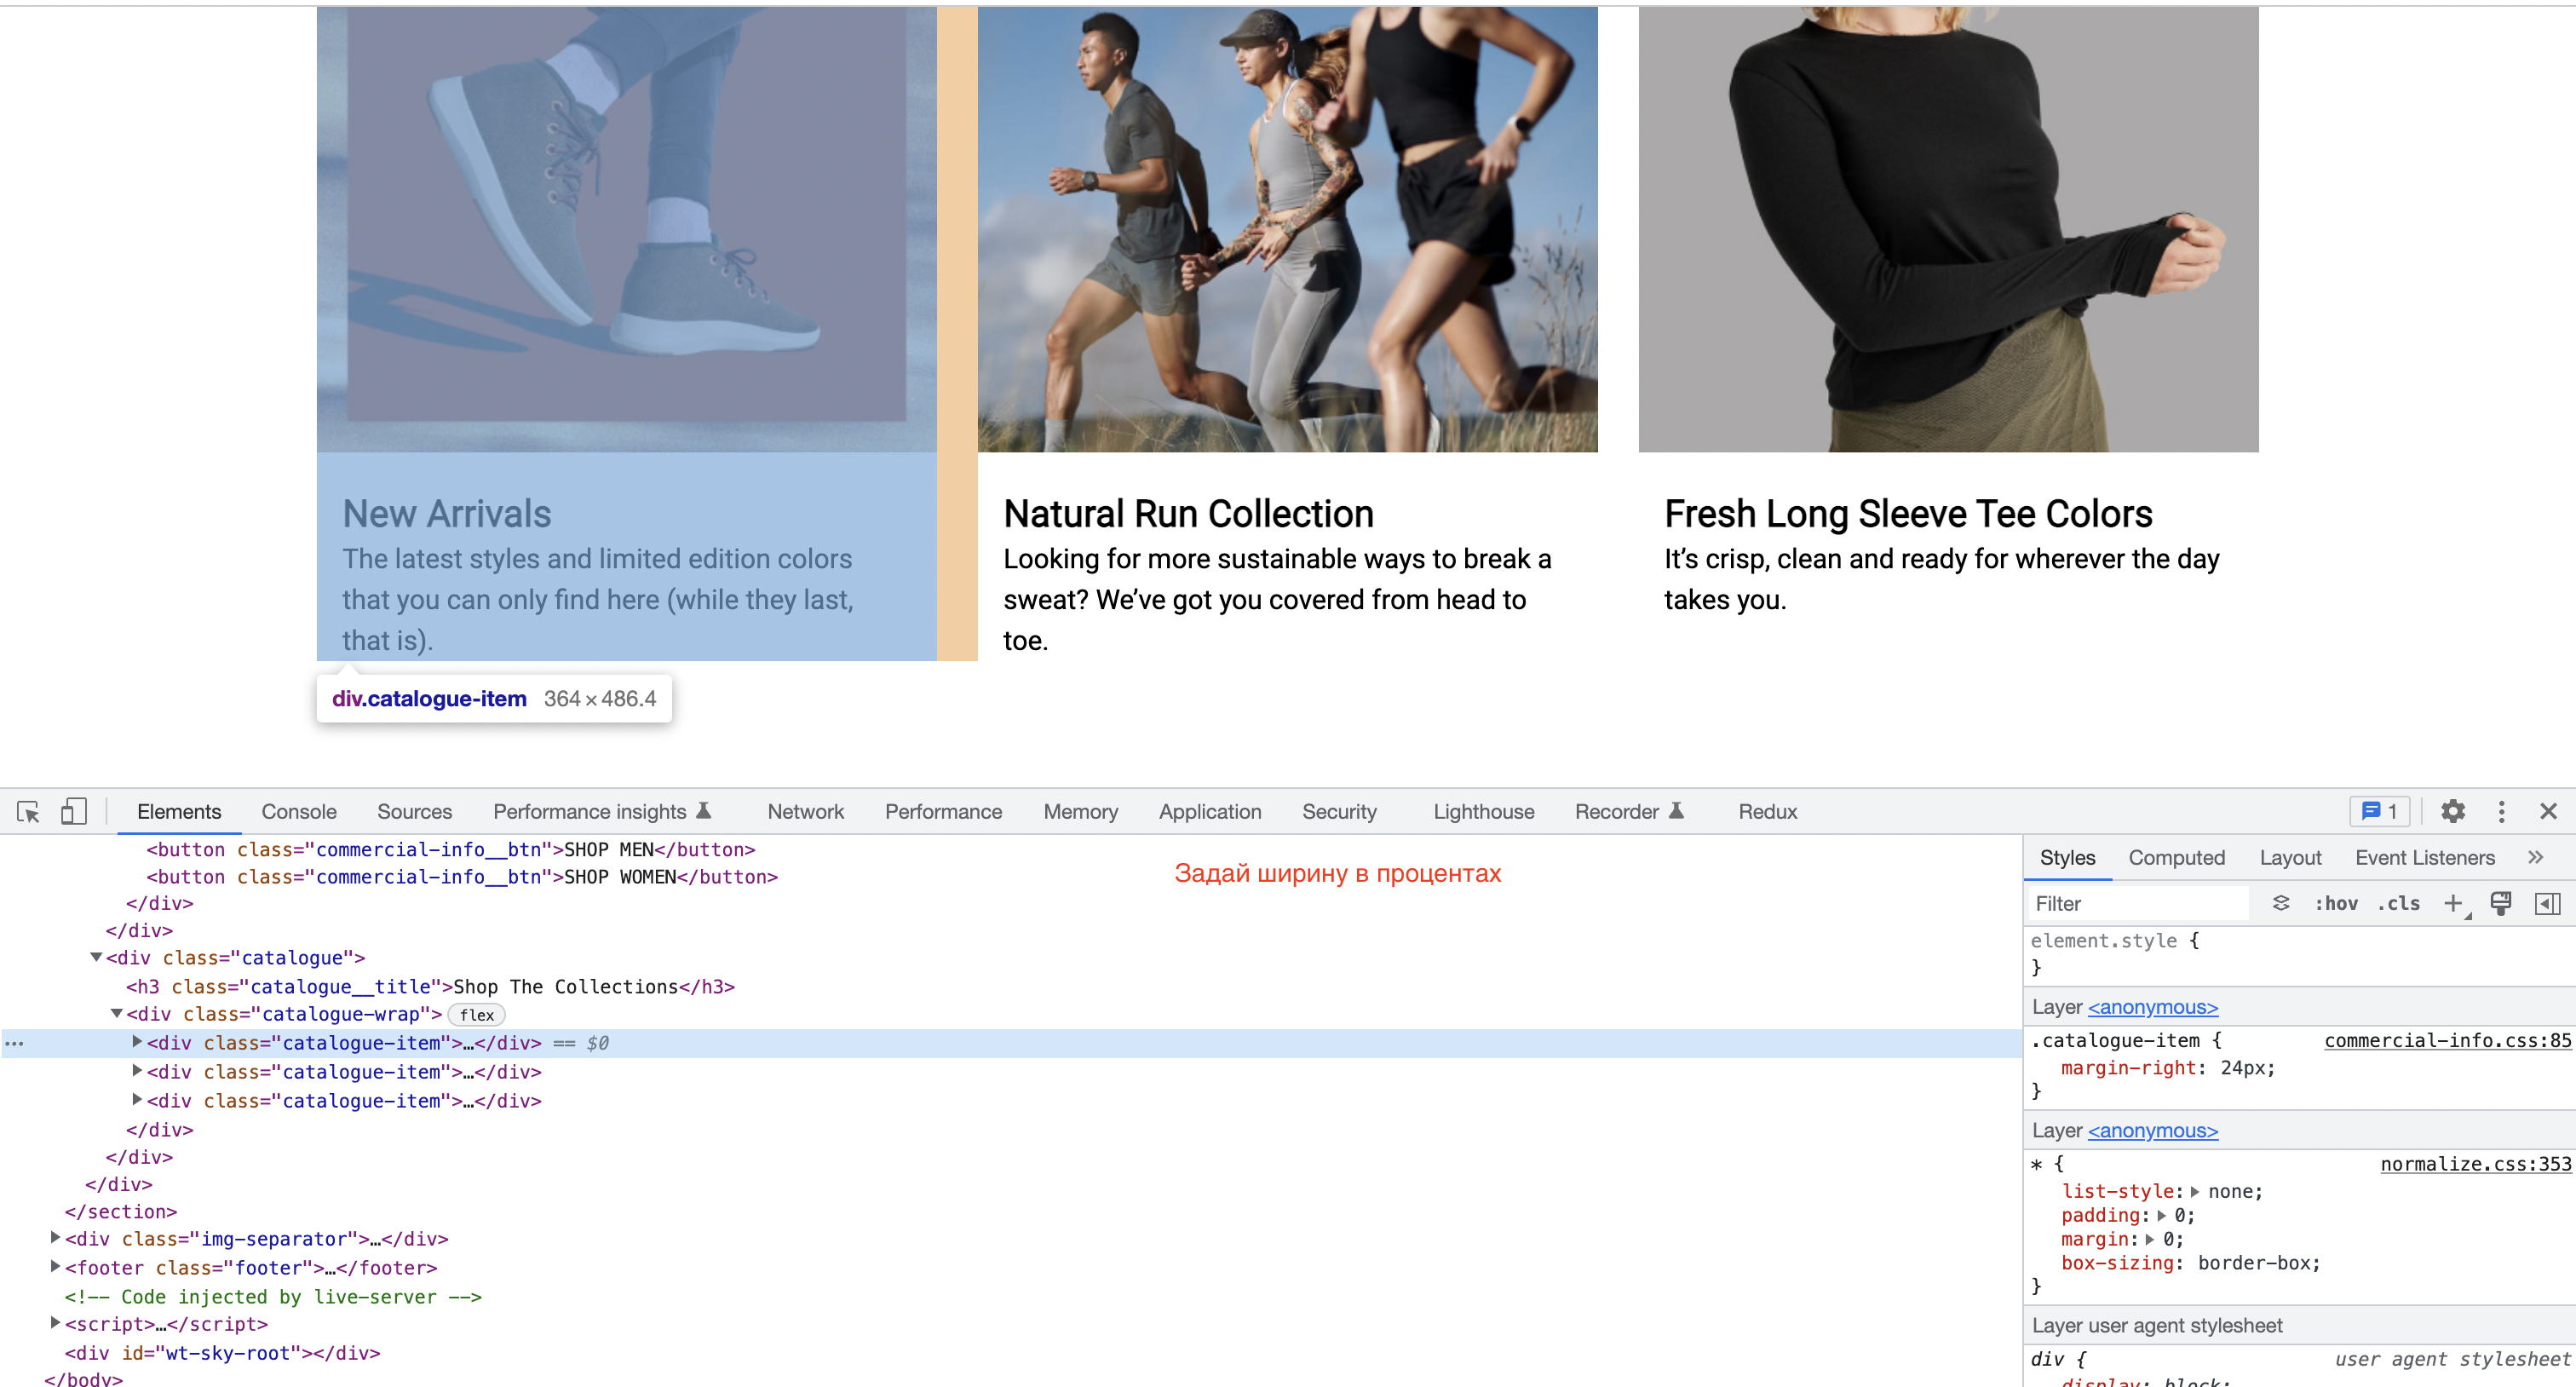 New Arrivals
The latest styles and limited edition colors
that you can only find here (while they last,
that is).
Natural Run Collection
Looking for more sustainable ways to break a
sweat? We’ve got you covered from head to
toe.
Fresh Long Sleeve Tee Colors
It’s crisp, clean and ready for wherever the day
takes you.
div.catalogue-item 364 × 486.4
Elements Console Sources Performance insights Network Performance Memory Application Security Lighthouse Recorder Redux 1
<button class="commercial-info__btn">SHOP MEN</button>
<button class="commercial-info__btn">SHOP WOMEN</button>
</div>
</div>
<div class="catalogue">
<h3 class="catalogue__title">Shop The Collections</h3>
<div class="catalogue-wrap"> flex
<div class="catalogue-item">…</div> == $0
<div class="catalogue-item">…</div>
<div class="catalogue-item">…</div>
</div>
</div>
</div>
</section>
<div class="img-separator">…</div>
<footer class="footer">…</footer>
<!-- Code injected by live-server -->
<script>…</script>
<div id="wt-sky-root"></div>
</body>
Задай ширину в процентах
Styles Computed Layout Event Listeners
Filter :hov .cls
element.style {
}
Layer <anonymous>
.catalogue-item { commercial-info.css:85
margin-right: 24px;
}
Layer <anonymous>
* { normalize.css:353
list-style: none;
padding: 0;
margin: 0;
box-sizing: border-box;
}
Layer user agent stylesheet
div { user agent stylesheet
display: block;